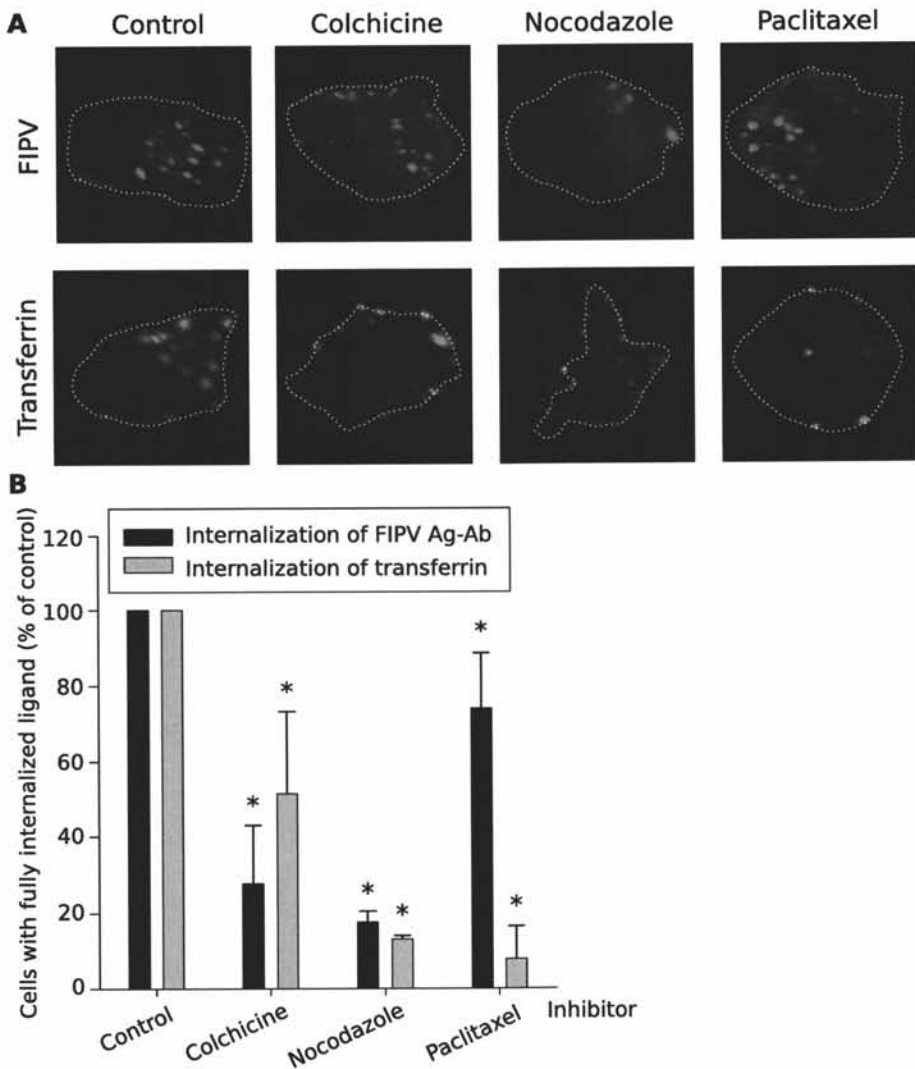 A
Control
Colchicine
Nocodazole
Paclitaxel
FIPV
Transferrin
B
Cells with fully internalized ligand (% of control)
Internalization of FIPV Ag-Ab
Internalization of transferrin
120
100
80
60
40
20
0
*
*
*
*
*
*
Control
Colchicine
Nocodazole
Paclitaxel
Inhibitor